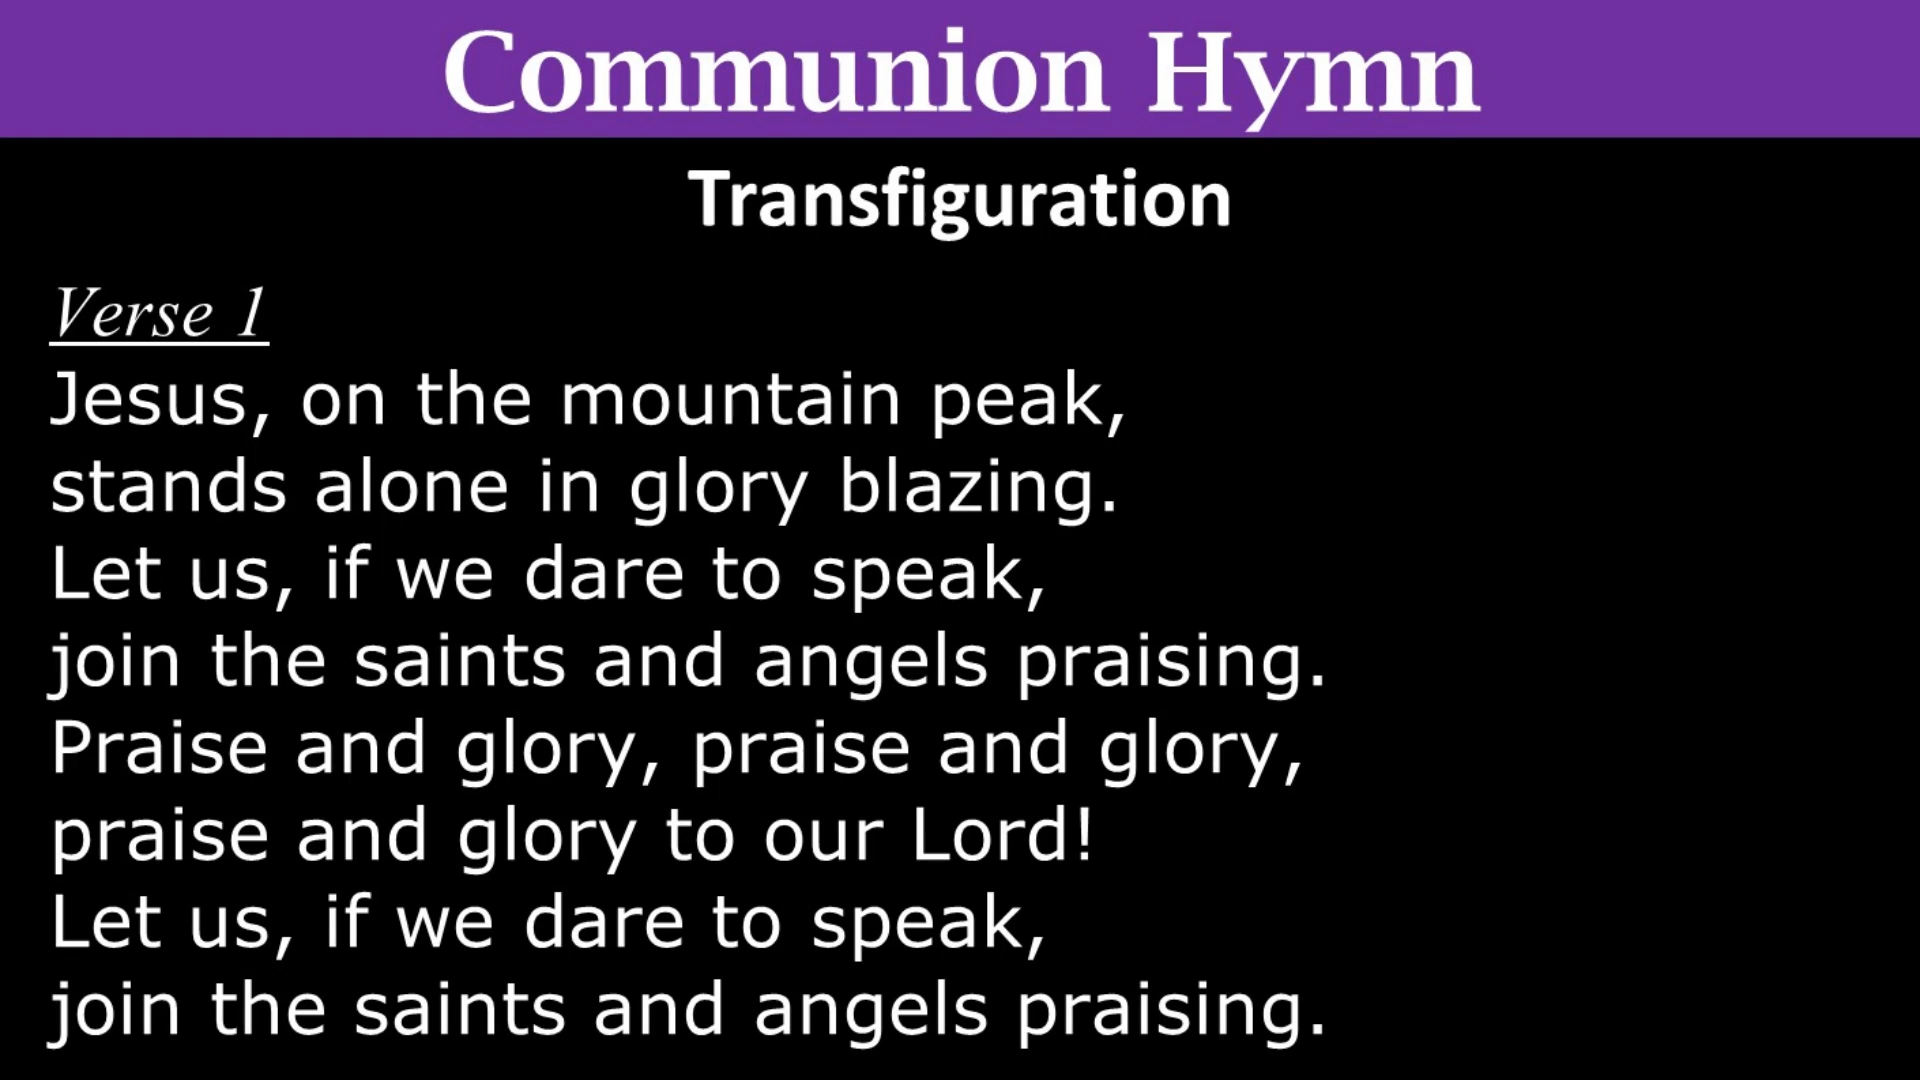 Communion Hymn
Transfiguration
Verse 1
Jesus, on the mountain peak,
stands alone in glory blazing.
Let us, if we dare to speak,
join the saints and angels praising.
Praise and glory, praise and glory,
praise and glory to our Lord!
Let us, if we dare to speak,
join the saints and angels praising.